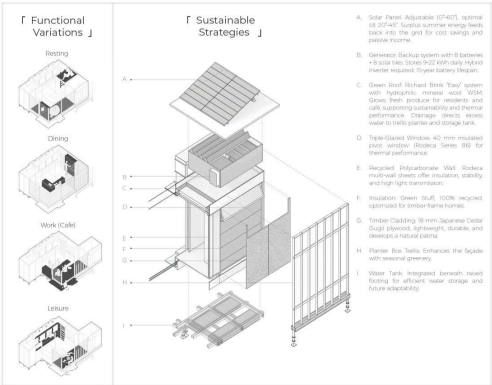 「 Functional
Variations 」
Resting
Dining
Work (Cafe)
Leisure
「 Sustainable
Strategies 」
A
B
C
D
E
F
G
H
I
A. Solar Panel: Adjustable (0°-60°), optimal
tilt 20°-45°. Surplus summer energy feeds
back into the grid for cost savings and
passive income.
B. Generator: Backup system with 8 batteries
+ 8 solar tiles. Stores 9-22 kWh daily. Hybrid
inverter required. 15-year battery lifespan.
C. Green Roof: Richard Brink "Easy" system
with hydrophilic mineral wool WSM.
Grows fresh produce for residents and
café, supporting sustainability and thermal
performance. Drainage directs excess
water to trellis planter and storage tank.
D. Triple-Glazed Window: 40 mm insulated
pivot window (Rodeca Series 816) for
thermal performance.
E. Recycled Polycarbonate Wall: Rodeca
multi-wall sheets offer insulation, stability,
and high light transmission.
F. Insulation: Green Stuff, 100% recycled,
optimized for timber-frame homes.
G. Timber Cladding: 18 mm Japanese Cedar
(Sugi) plywood, lightweight, durable, and
develops a natural patina.
H. Planter Box Trellis: Enhances the façade
with seasonal greenery.
I. Water Tank: Integrated beneath raised
footing for efficient water storage and
future adaptability.